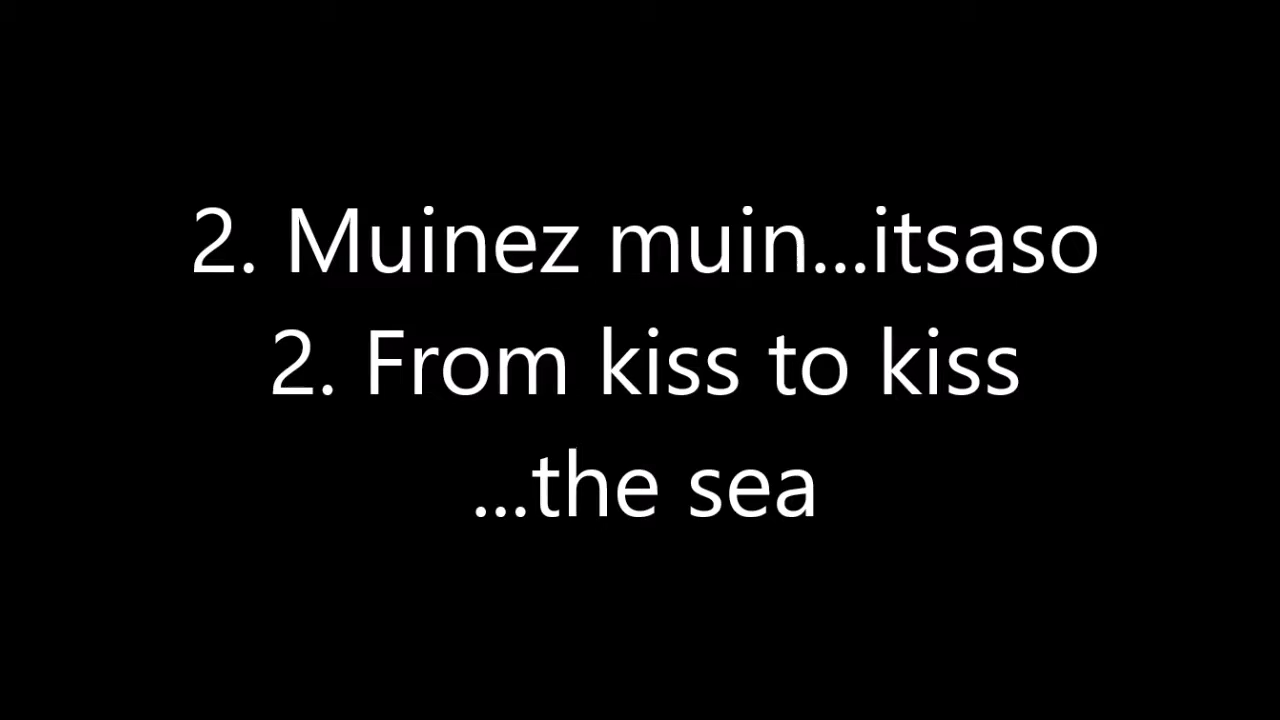 2. Muinez muin...itsaso
2. From kiss to kiss
...the sea